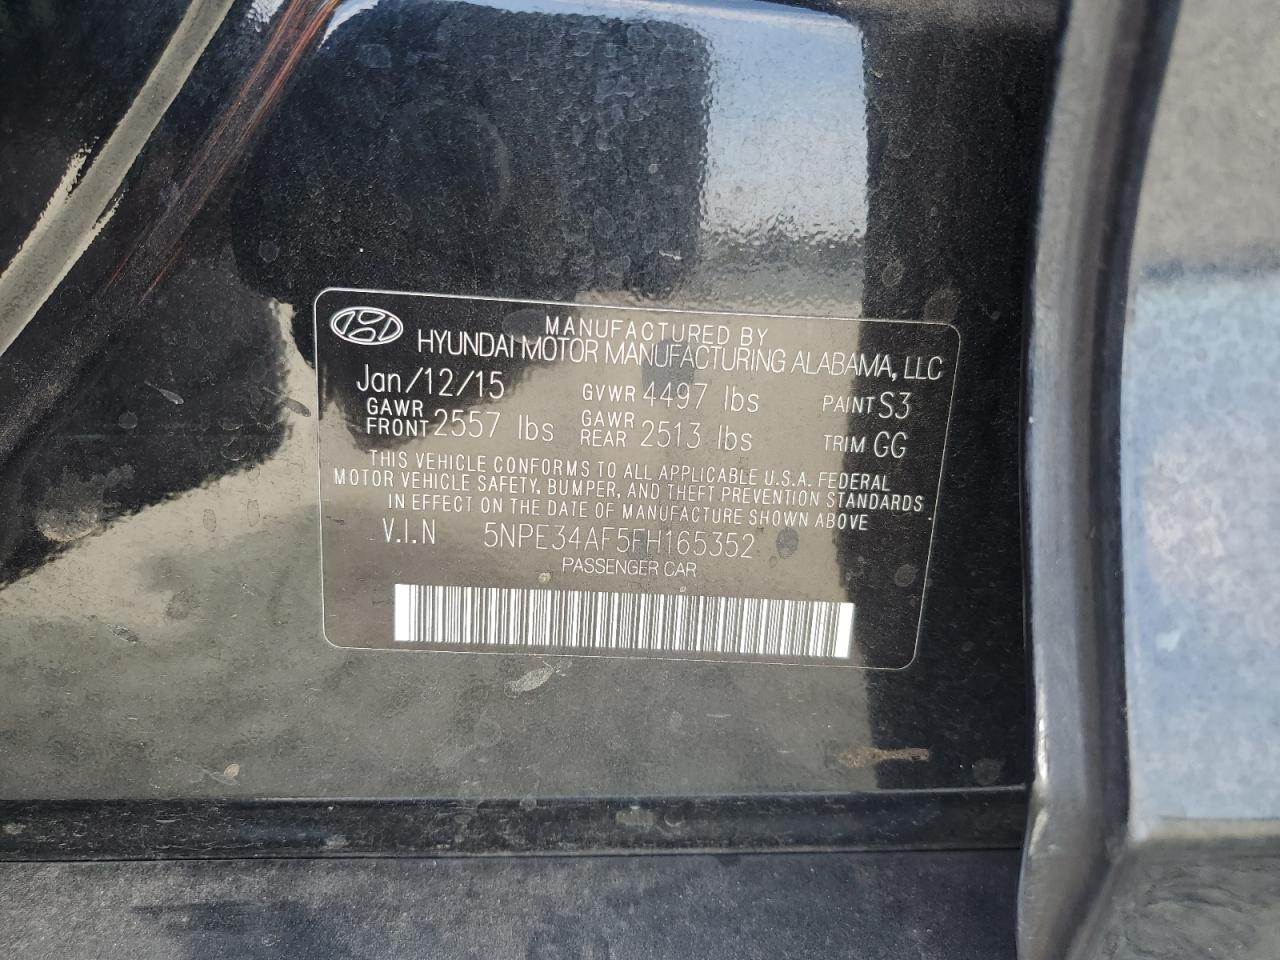 MANUFACTURED BY
HYUNDAI MOTOR MANUFACTURING ALABAMA, LLC
Jan/12/15 GVWR 4497 lbs PAINT S3
GAWR FRONT 2557 lbs GAWR REAR 2513 lbs TRIM GG
THIS VEHICLE CONFORMS TO ALL APPLICABLE U.S.A. FEDERAL
MOTOR VEHICLE SAFETY, BUMPER, AND THEFT PREVENTION STANDARDS
IN EFFECT ON THE DATE OF MANUFACTURE SHOWN ABOVE
V.I.N 5NPE34AF5FH165352
PASSENGER CAR